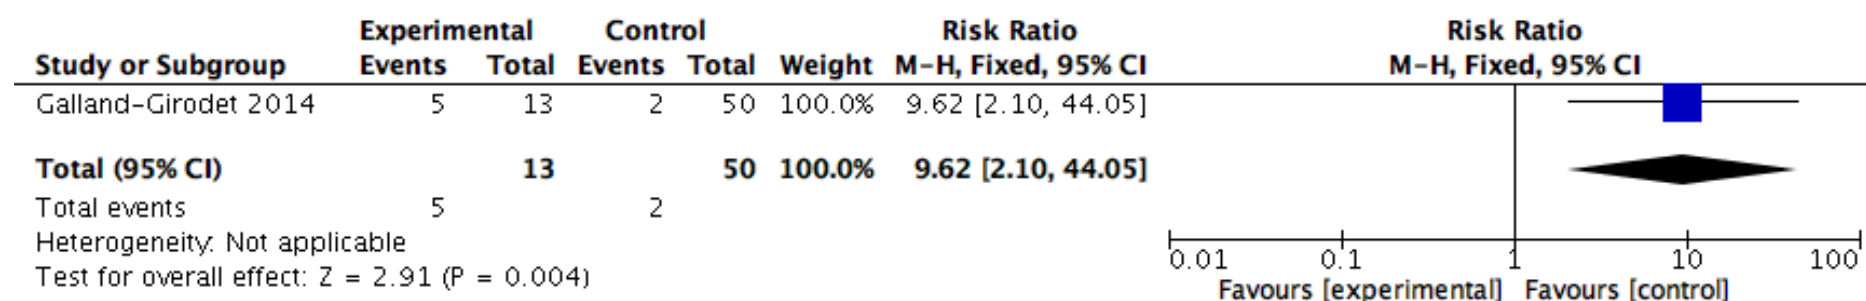 Experimental Control Risk Ratio Risk Ratio
Study or Subgroup Events Total Events Total Weight M-H, Fixed, 95% CI M-H, Fixed, 95% CI
Galland-Girodet 2014 5 13 2 50 100.0% 9.62 [2.10, 44.05]
Total (95% CI) 13 50 100.0% 9.62 [2.10, 44.05]
Total events 5 2
Heterogeneity: Not applicable
Test for overall effect: Z = 2.91 (P = 0.004)
0.01 0.1 1 10 100
Favours [experimental] Favours [control]